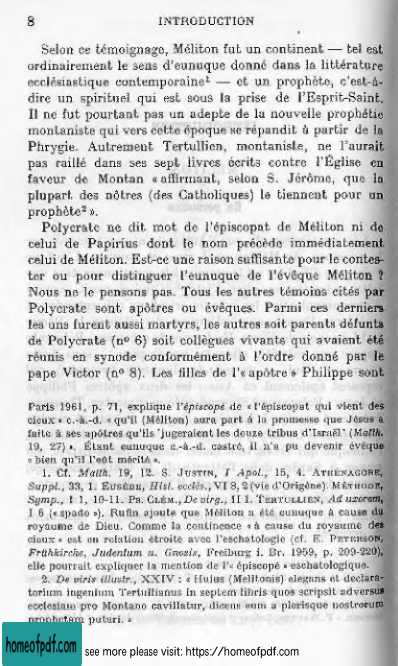 8 INTRODUCTION
Selon ce témoignage, Méliton fut un continent — tel est
ordinairement le sens d'eunuque donné dans la littérature
ecclésiastique contemporaine¹ — et un prophète, c'est-à-
dire un spirituel qui est sous la prise de l'Esprit-Saint.
Il ne fut pourtant pas un adepte de la nouvelle prophétie
montaniste qui vers cette époque se répandit à partir de la
Phrygie. Autrement Tertullien, montaniste, ne l'aurait
pas raillé dans ses sept livres écrits contre l'Église en
faveur de Montan « affirmant, selon S. Jérôme, que la
plupart des nôtres (des Catholiques) le tiennent pour un
prophète² ».
Polycrate ne dit mot de l'épiscopat de Méliton ni de
celui de Papirius dont le nom précède immédiatement
celui de Méliton. Est-ce une raison suffisante pour le contes-
ter ou pour distinguer l'eunuque de l'évêque Méliton ?
Nous ne le pensons pas. Tous les autres témoins cités par
Polycrate sont apôtres ou évêques. Parmi ces derniers
les uns furent aussi martyrs, les autres soit parents défunts
de Polycrate (nº 6) soit collègues vivants qui avaient été
réunis en synode conformément à l'ordre donné par le
pape Victor (nº 8). Les filles de l'« apôtre » Philippe sont
Paris 1961, p. 71, explique l'épiscopé de « l'épiscopat qui vient des
cieux » c.-à.-d. « qu'il (Méliton) aura part à la promesse que Jésus a
faite à ses apôtres qu'ils 'jugeraient les douze tribus d'Israël' (Matth.
19, 27) ». Étant eunuque c.-à.-d. castré, il n'a pu devenir évêque
« bien qu'il l'eût mérité ».
1. Cf. Matth. 19, 12. S. JUSTIN, I Apol., 15, 4. ATHÉNAGORE,
Suppl., 33, 1. EUSÈBE, Hist. ecclés., VI 8, 2 (vie d'Origène). MÉTHODE,
Symp., I 1, 10-11. PS. CLÉM., De virg., II 1. TERTULLIEN, Ad uxorem,
I 6 (« spado »). Rufin ajoute que Méliton a été eunuque à cause du
royaume de Dieu. Comme la continence « à cause du royaume des
cieux » est en relation étroite avec l'eschatologie (cf. E. PETERSON,
Frühkirche, Judentum u. Gnosis, Freiburg i. Br. 1959, p. 209-220),
elle pourrait expliquer la mention de l'« épiscopé » eschatologique.
2. De viris illustr., XXIV : « Huius (Melitonis) elegans et declama-
torium ingenium Tertullianus in septem libris quos scripsit adversus
ecclesiam pro Montano cavillatur, dicens eum a plerisque nostrorum
prophetam putari. »
homeofpdf.com
see more please visit: https://homeofpdf.com